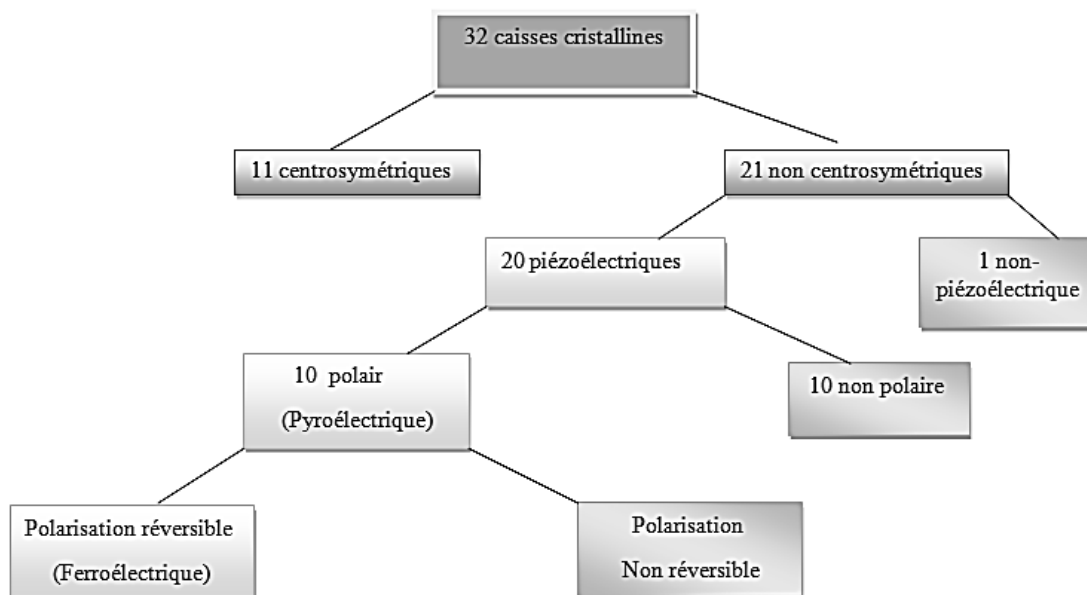 32 caisses cristallines
11 centrosymétriques
21 non centrosymétriques
20 piézoélectriques
1 non-
piézoélectrique
10 polair
(Pyroélectrique)
10 non polaire
Polarisation réversible
(Ferroélectrique)
Polarisation
Non réversible